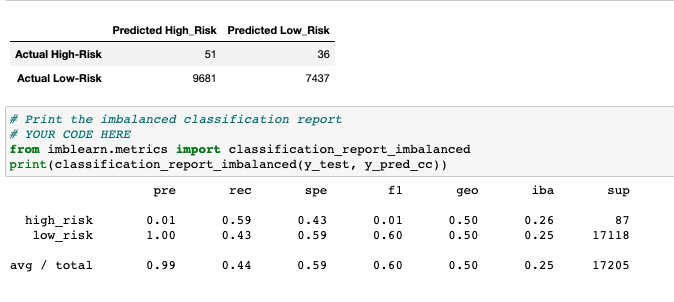 Predicted High_Risk Predicted Low_Risk
Actual High-Risk 51 36
Actual Low-Risk 9681 7437
# Print the imbalanced classification report
# YOUR CODE HERE
from imblearn.metrics import classification_report_imbalanced
print(classification_report_imbalanced(y_test, y_pred_cc))
pre rec spe f1 geo iba sup
high_risk 0.01 0.59 0.43 0.01 0.50 0.26 87
low_risk 1.00 0.43 0.59 0.60 0.50 0.25 17118
avg / total 0.99 0.44 0.59 0.60 0.50 0.25 17205